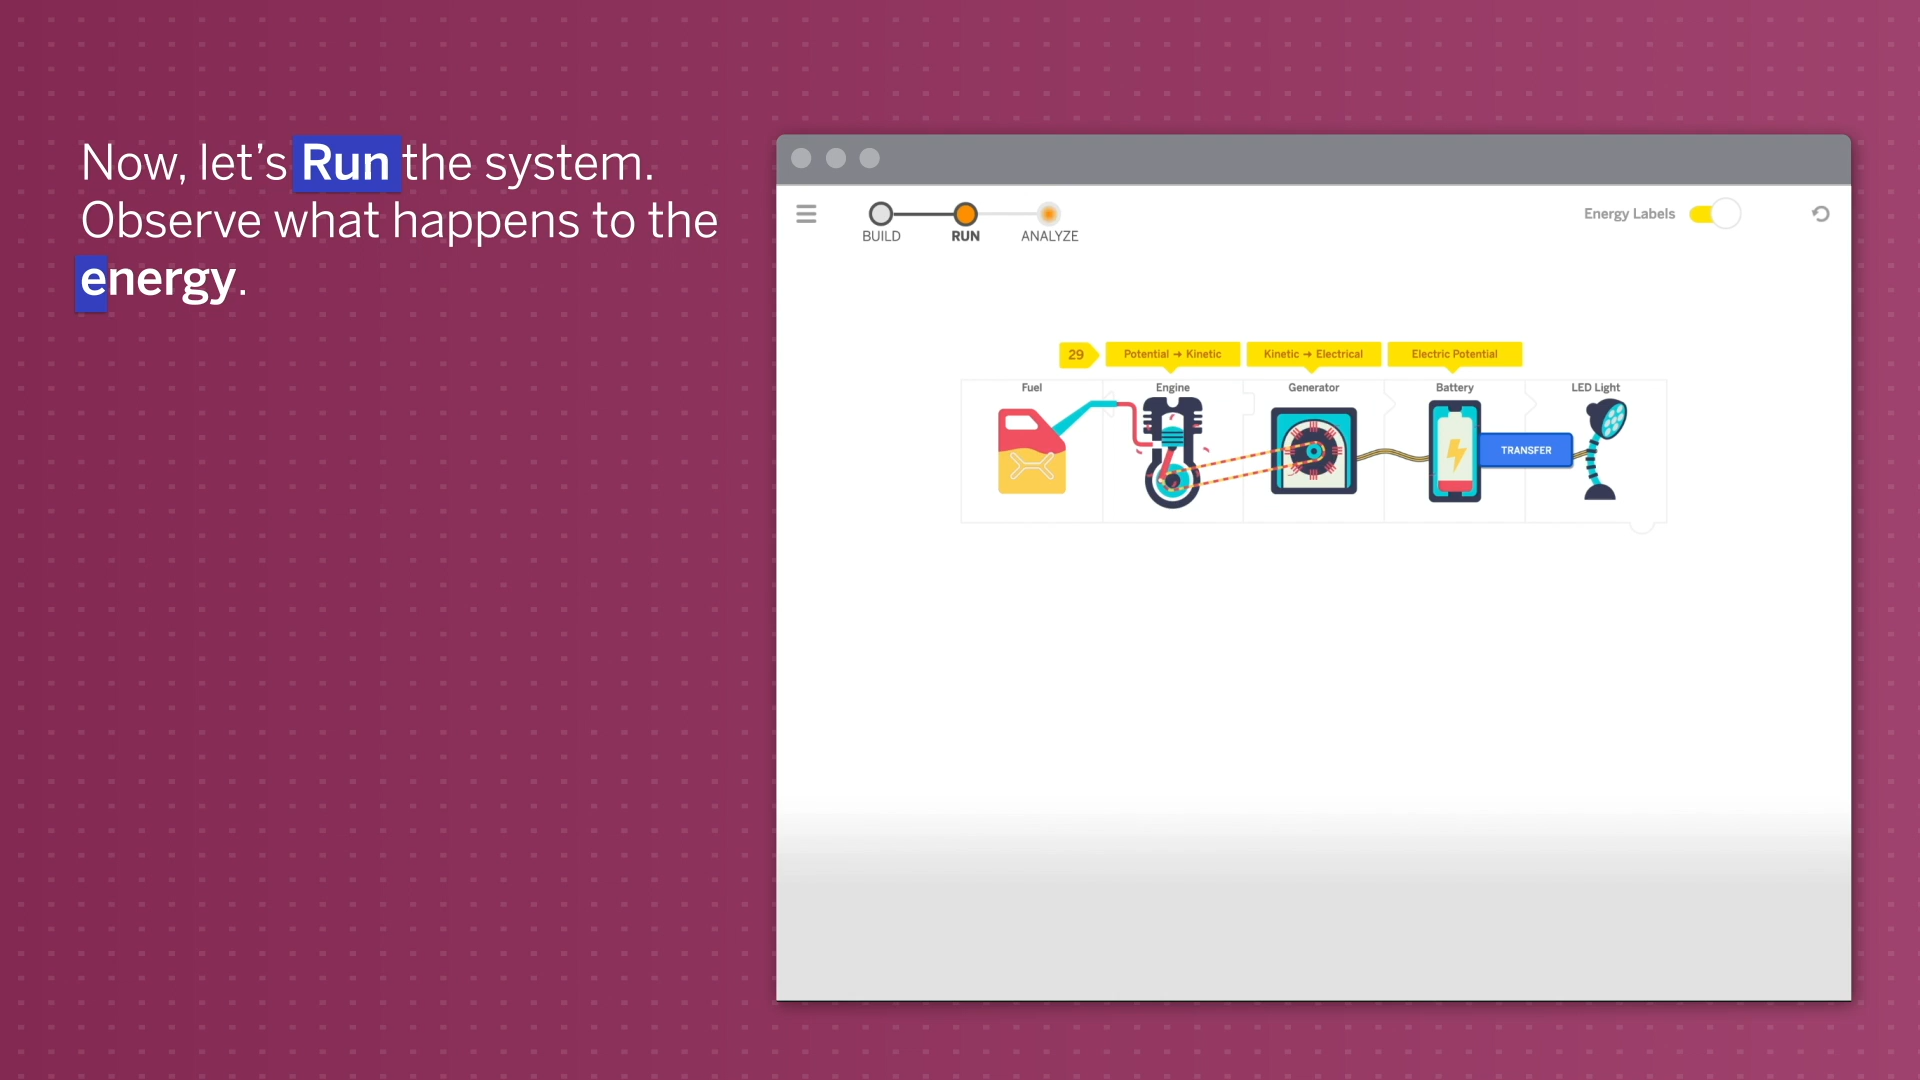 Now, let’s Run the system.
Observe what happens to the
energy.
BUILD
RUN
ANALYZE
Energy Labels
29
Potential → Kinetic
Kinetic → Electrical
Electric Potential
Fuel
Engine
Generator
Battery
LED Light
TRANSFER